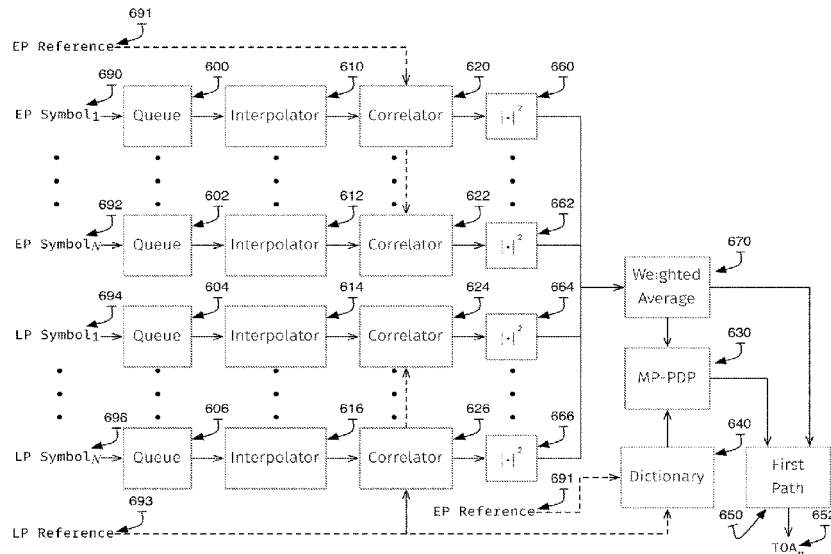 691
EP Reference
690 600 610 620 660
EP Symbol1 Queue Interpolator Correlator |•|²
692 602 612 622 662
EP SymbolN Queue Interpolator Correlator |•|²
670
Weighted
Average
694 604 614 624 664
LP Symbol1 Queue Interpolator Correlator |•|²
630
MP-PDP
696 606 616 626 666
LP SymbolN Queue Interpolator Correlator |•|²
640
Dictionary
First
Path
691
EP Reference
693
LP Reference
650 652
TOA